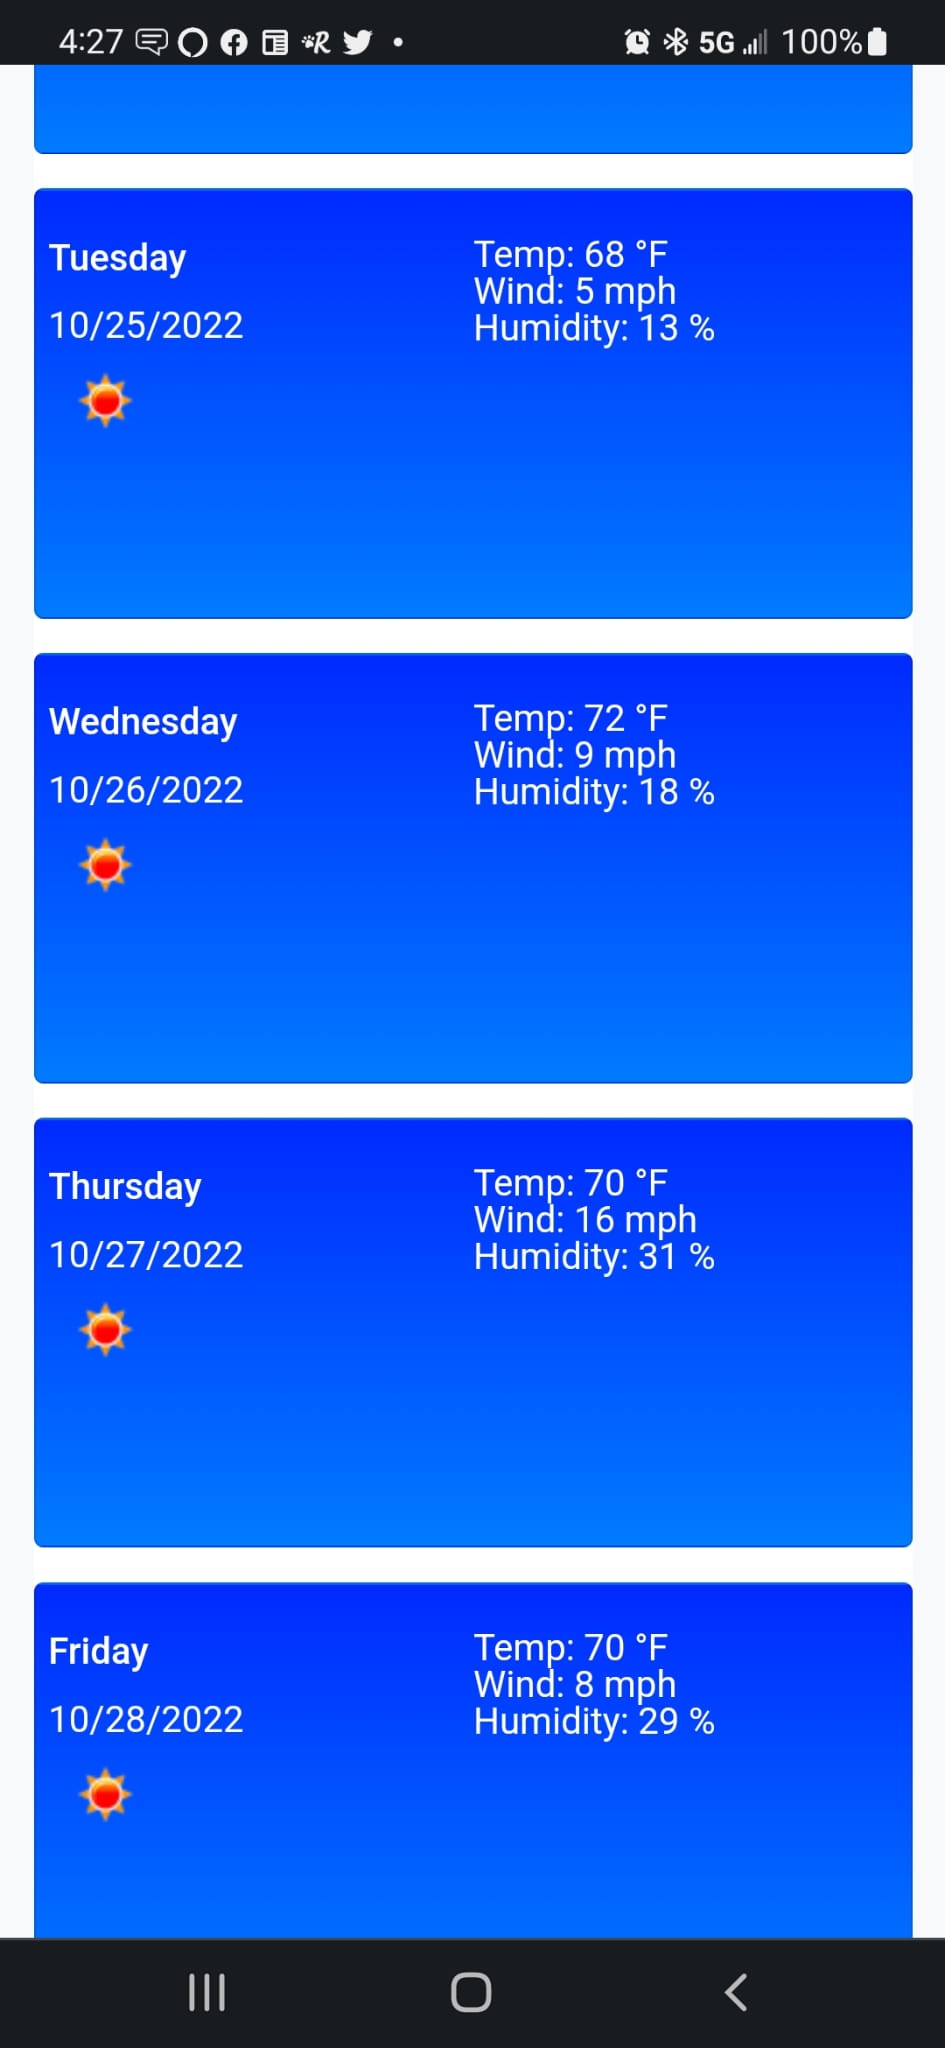 4:27 R 5G 100%
Tuesday
10/25/2022
Temp: 68 °F
Wind: 5 mph
Humidity: 13 %
Wednesday
10/26/2022
Temp: 72 °F
Wind: 9 mph
Humidity: 18 %
Thursday
10/27/2022
Temp: 70 °F
Wind: 16 mph
Humidity: 31 %
Friday
10/28/2022
Temp: 70 °F
Wind: 8 mph
Humidity: 29 %